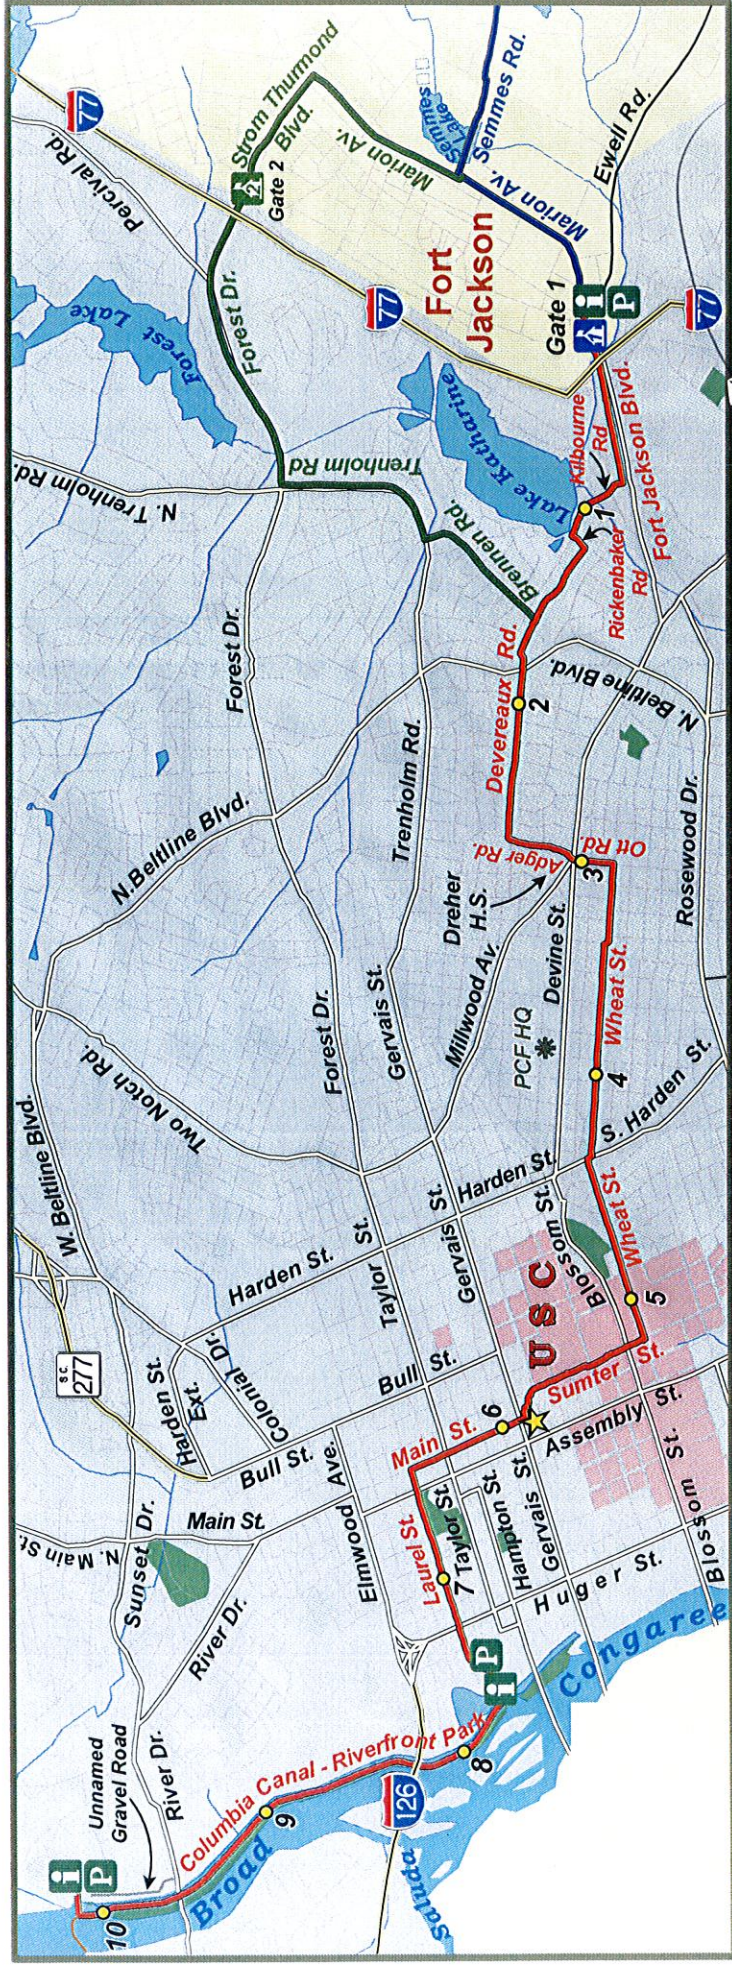 77
Percival Rd.
Strom Thurmond
Blvd.
2
Gate 2
Marion Av.
Semmes
Lake
Semmes Rd.
Marion Av.
Ewell Rd.
Forest Lake
Forest Dr.
77
Fort
Jackson
Gate 1
i
P
77
N. Trenholm Rd.
Trenholm Rd
Lake Katharine
Kilbourne
Rd
1
Fort Jackson Blvd.
Rickenbaker
Rd
Brennen Rd.
Forest Dr.
N. Beltline Blvd.
Trenholm Rd.
Devereaux Rd.
2
N. Beltline Blvd.
Adger Rd.
Ott Rd.
3
Dreher
H.S.
Rosewood Dr.
Two Notch Rd.
W. Beltline Blvd.
Forest Dr.
Gervais St.
Millwood Av.
PCF HQ
Devine St.
Wheat St.
4
S. Harden St.
Harden St.
Harden St.
Taylor St.
Gervais St.
Blossom St.
Wheat St.
5
USC
S.C.
277
Harden St.
Ext.
Colonial Dr.
Bull St.
Bull St.
Main St.
6
Sumter St.
Assembly St.
N. Main St.
Main St.
Sunset Dr.
River Dr.
Elmwood Ave.
Laurel St.
7
Taylor St.
Hampton St.
Gervais St.
Huger St.
Blossom St.
P
i
Congaree
Unnamed
Gravel Road
River Dr.
Columbia Canal - Riverfront Park
8
9
126
Broad
Saluda
i
P
10